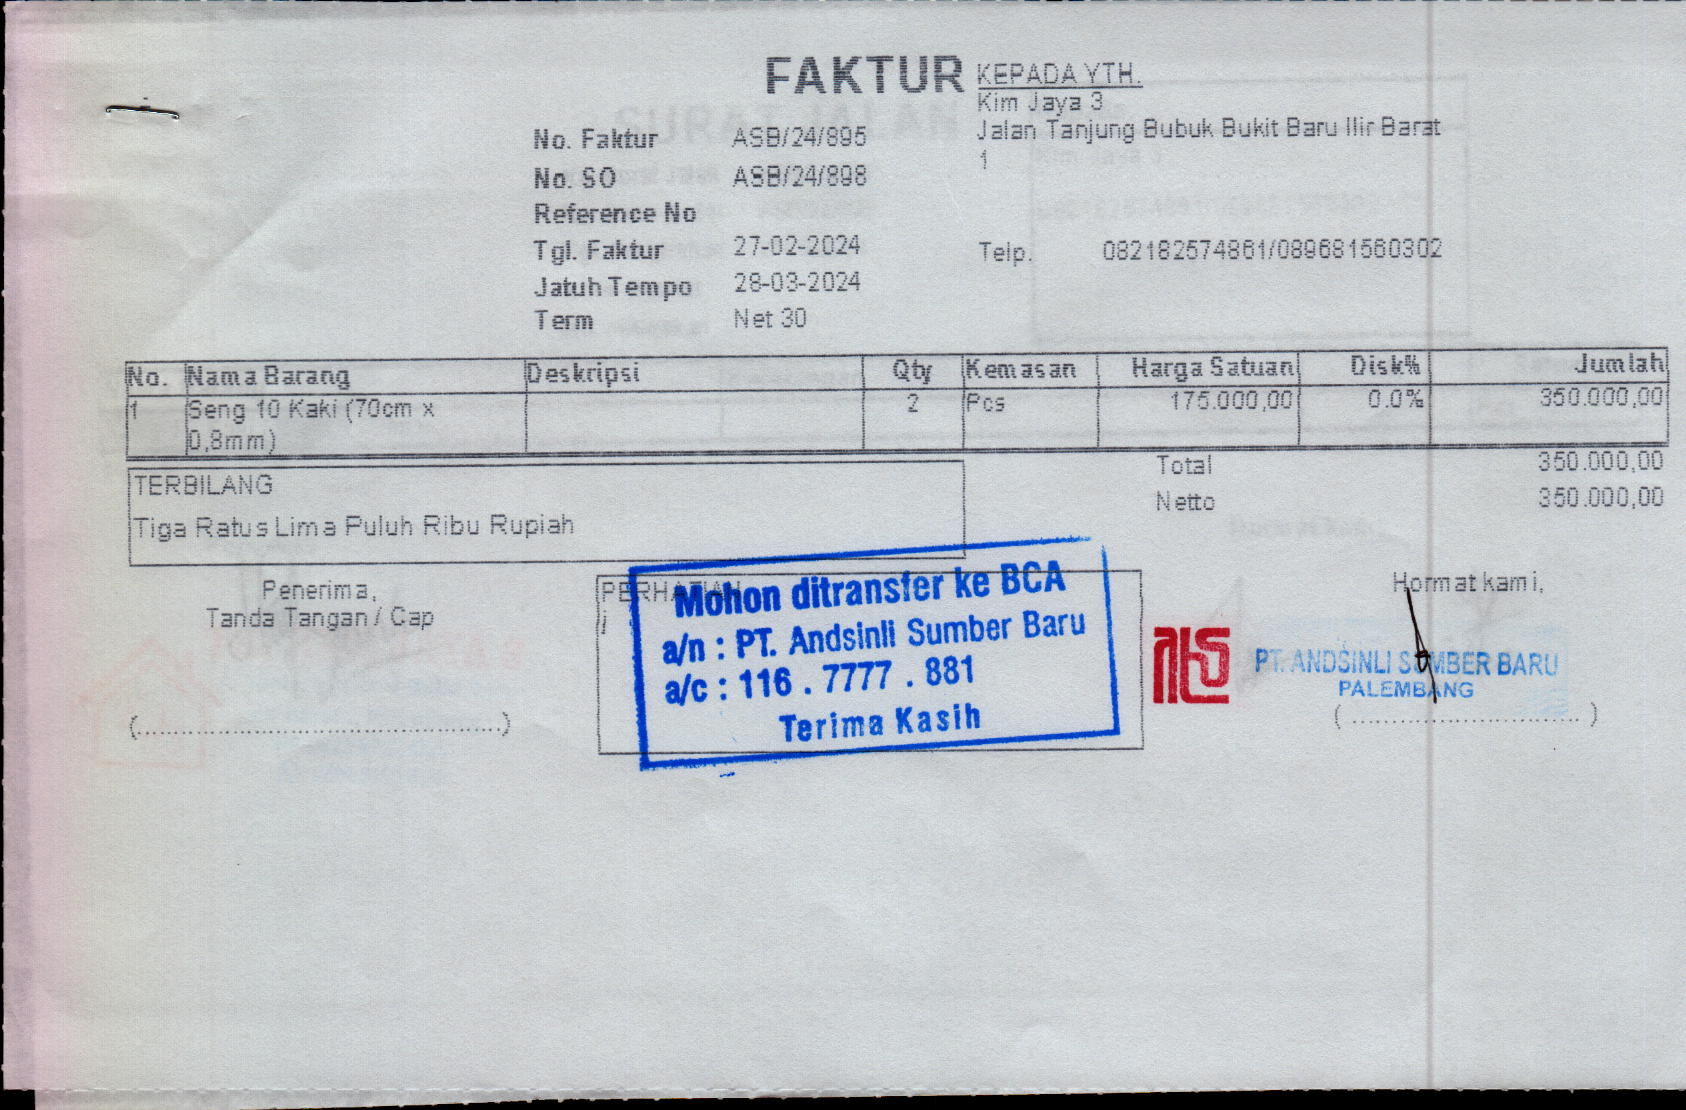 FAKTUR
KEPADA YTH.
Kim Jaya 3
Jalan Tanjung Bubuk Bukit Baru Ilir Barat
1
No. Faktur ASB/24/895
No. SO ASB/24/898
Reference No
Tgl. Faktur 27-02-2024
Jatuh Tempo 28-03-2024
Term Net 30
Telp. 082182574861/089681560302
No. Nama Barang Deskripsi Qty Kemasan Harga Satuan Disk% Jumlah
1 Seng 10 Kaki (70cm x 2 Pcs 175.000,00 0.0% 350.000,00
0,8mm)
Total 350.000,00
Netto 350.000,00
TERBILANG
Tiga Ratus Lima Puluh Ribu Rupiah
Penerima,
Tanda Tangan / Cap
(..................................................)
PERHATIAN
Mohon ditransfer ke BCA
a/n : PT. Andsinli Sumber Baru
a/c : 116 . 7777 . 881
Terima Kasih
Hormat kami,
PT. ANDSINLI SUMBER BARU
PALEMBANG
( ................................ )